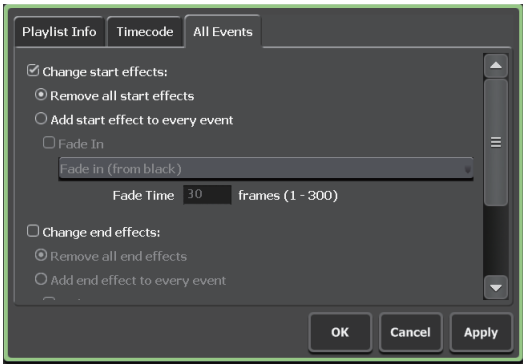 Playlist Info Timecode All Events
Change start effects:
Remove all start effects
Add start effect to every event
Fade In
Fade in (from black)
Fade Time 30 frames (1 - 300)
Change end effects:
Remove all end effects
Add end effect to every event
OK Cancel Apply